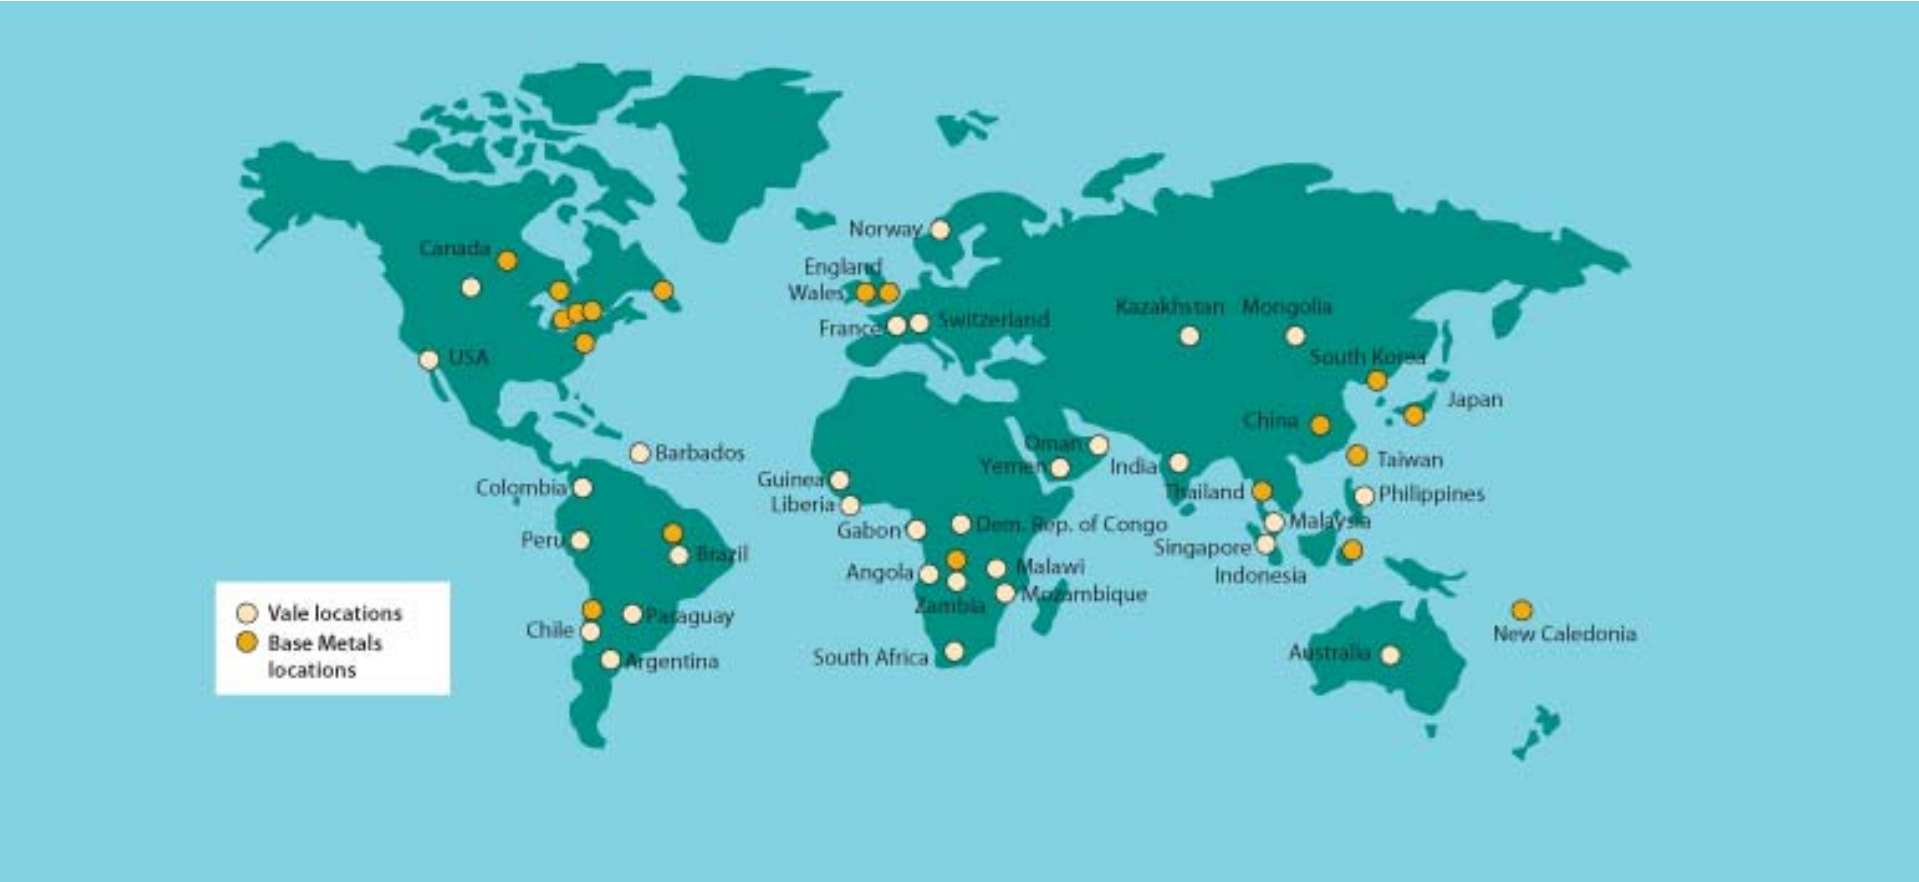 Norway
Canada
England
Wales
Kazakhstan Mongolia
France
Switzerland
USA
South Korea
Japan
China
Oman
Barbados
Yemen
India
Taiwan
Guinea
Colombia
Thailand
Philippines
Liberia
Gabon
Dem. Rep. of Congo
Malaysia
Peru
Singapore
Brazil
Angola
Malawi
Indonesia
Mozambique
Zambia
Vale locations
Paraguay
Chile
New Caledonia
Base Metals
locations
Argentina
South Africa
Australia